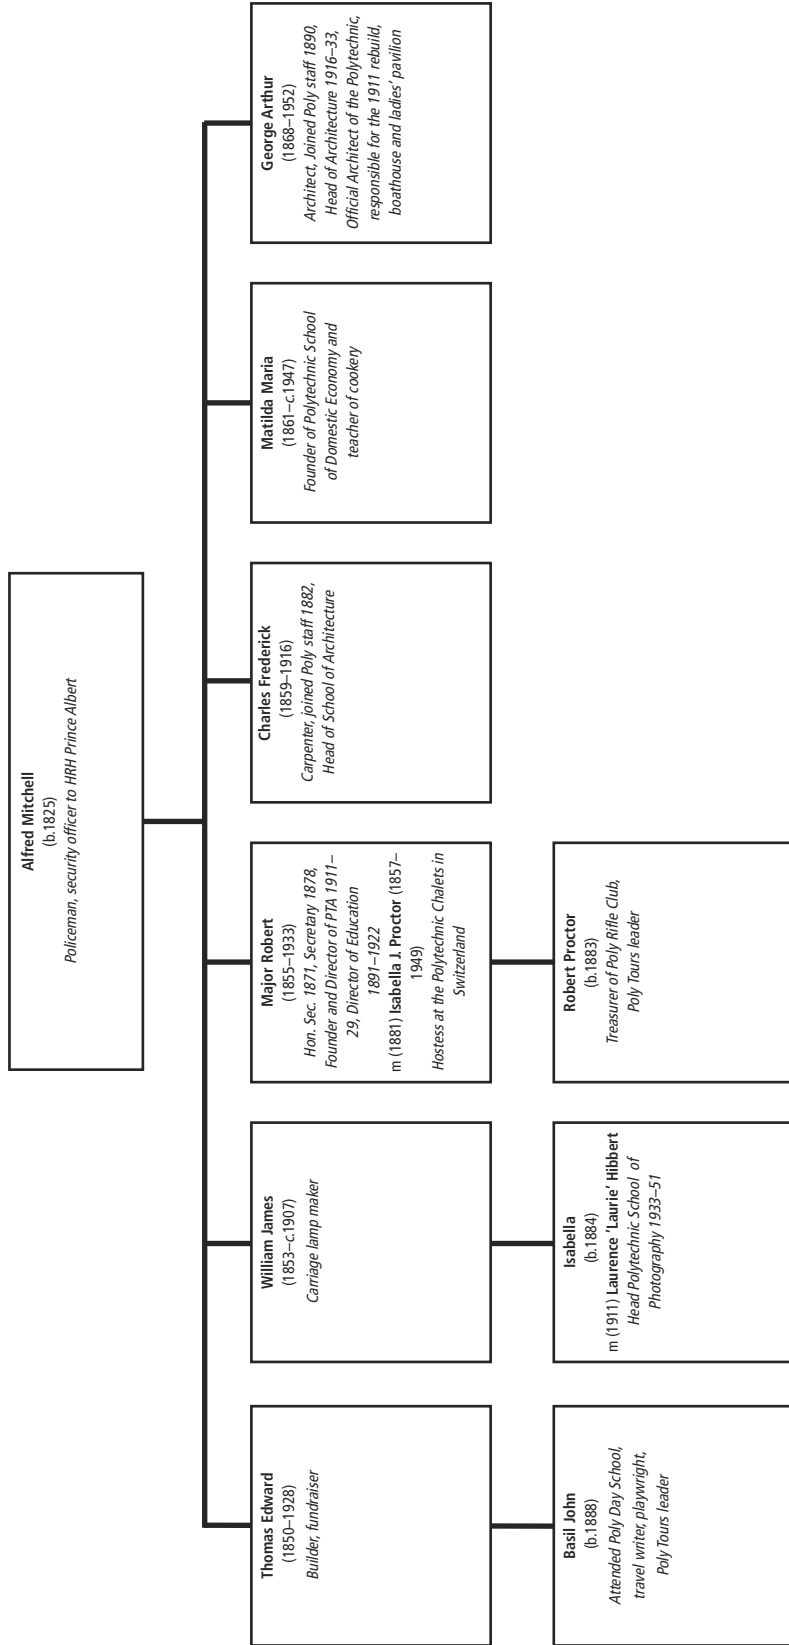 Alfred Mitchell
(b.1825)
Policeman, security officer to HRH Prince Albert
Thomas Edward
(1850–1928)
Builder, fundraiser
William James
(1853–c.1907)
Carriage lamp maker
Major Robert
(1855–1933)
Hon. Sec. 1871, Secretary 1878,
Founder and Director of PTA 1911–
29, Director of Education
1891–1922
m (1881) Isabella J. Proctor (1857–
1949)
Hostess at the Polytechnic Chalets in
Switzerland
Charles Frederick
(1859–1916)
Carpenter, joined Poly staff 1882,
Head of School of Architecture
Matilda Maria
(1861–c.1947)
Founder of Polytechnic School
of Domestic Economy and
teacher of cookery
George Arthur
(1868–1952)
Architect, Joined Poly staff 1890,
Head of Architecture 1916–33,
Official Architect of the Polytechnic,
responsible for the 1911 rebuild,
boathouse and ladies' pavilion
Basil John
(b.1888)
Attended Poly Day School,
travel writer, playwright,
Poly Tours leader
Isabella
(b.1884)
m (1911) Laurence 'Laurie' Hibbert
Head Polytechnic School of
Photography 1933–51
Robert Proctor
(b.1883)
Treasurer of Poly Rifle Club,
Poly Tours leader